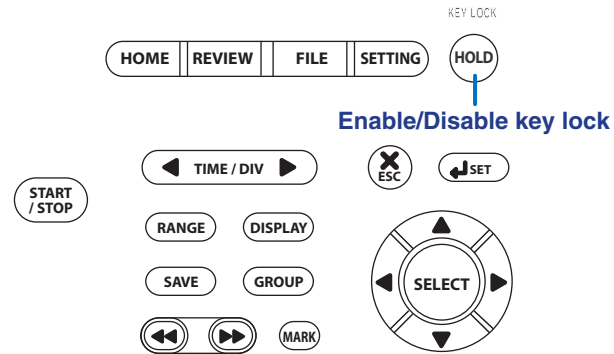 KEY LOCK
HOME REVIEW FILE SETTING HOLD
Enable/Disable key lock
TIME / DIV ESC SET
START
/ STOP
RANGE DISPLAY
SAVE GROUP SELECT
MARK